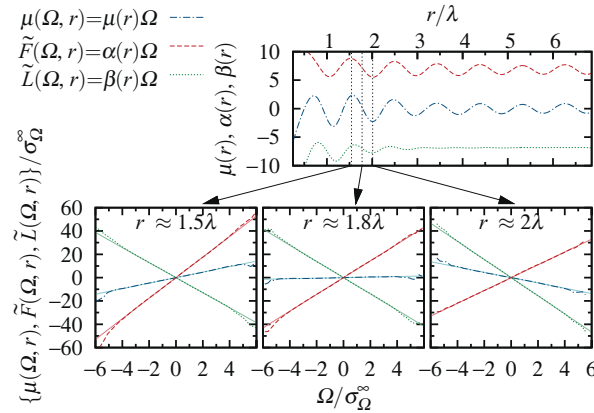 μ(Ω, r)=μ(r)Ω
F̃(Ω, r)=α(r)Ω
L̃(Ω, r)=β(r)Ω
r/λ
1 2 3 4 5 6
μ(r), α(r), β(r)
10
5
0
−5
−10
{μ(Ω, r), F̃(Ω, r), L̃(Ω, r)}/σ_Ω^∞
60
40
20
0
−20
−40
−60
r ≈ 1.5λ
r ≈ 1.8λ
r ≈ 2λ
−6 −4 −2 0 2 4 −6 −4 −2 0 2 4 −6 −4 −2 0 2 4 6
Ω/σ_Ω^∞